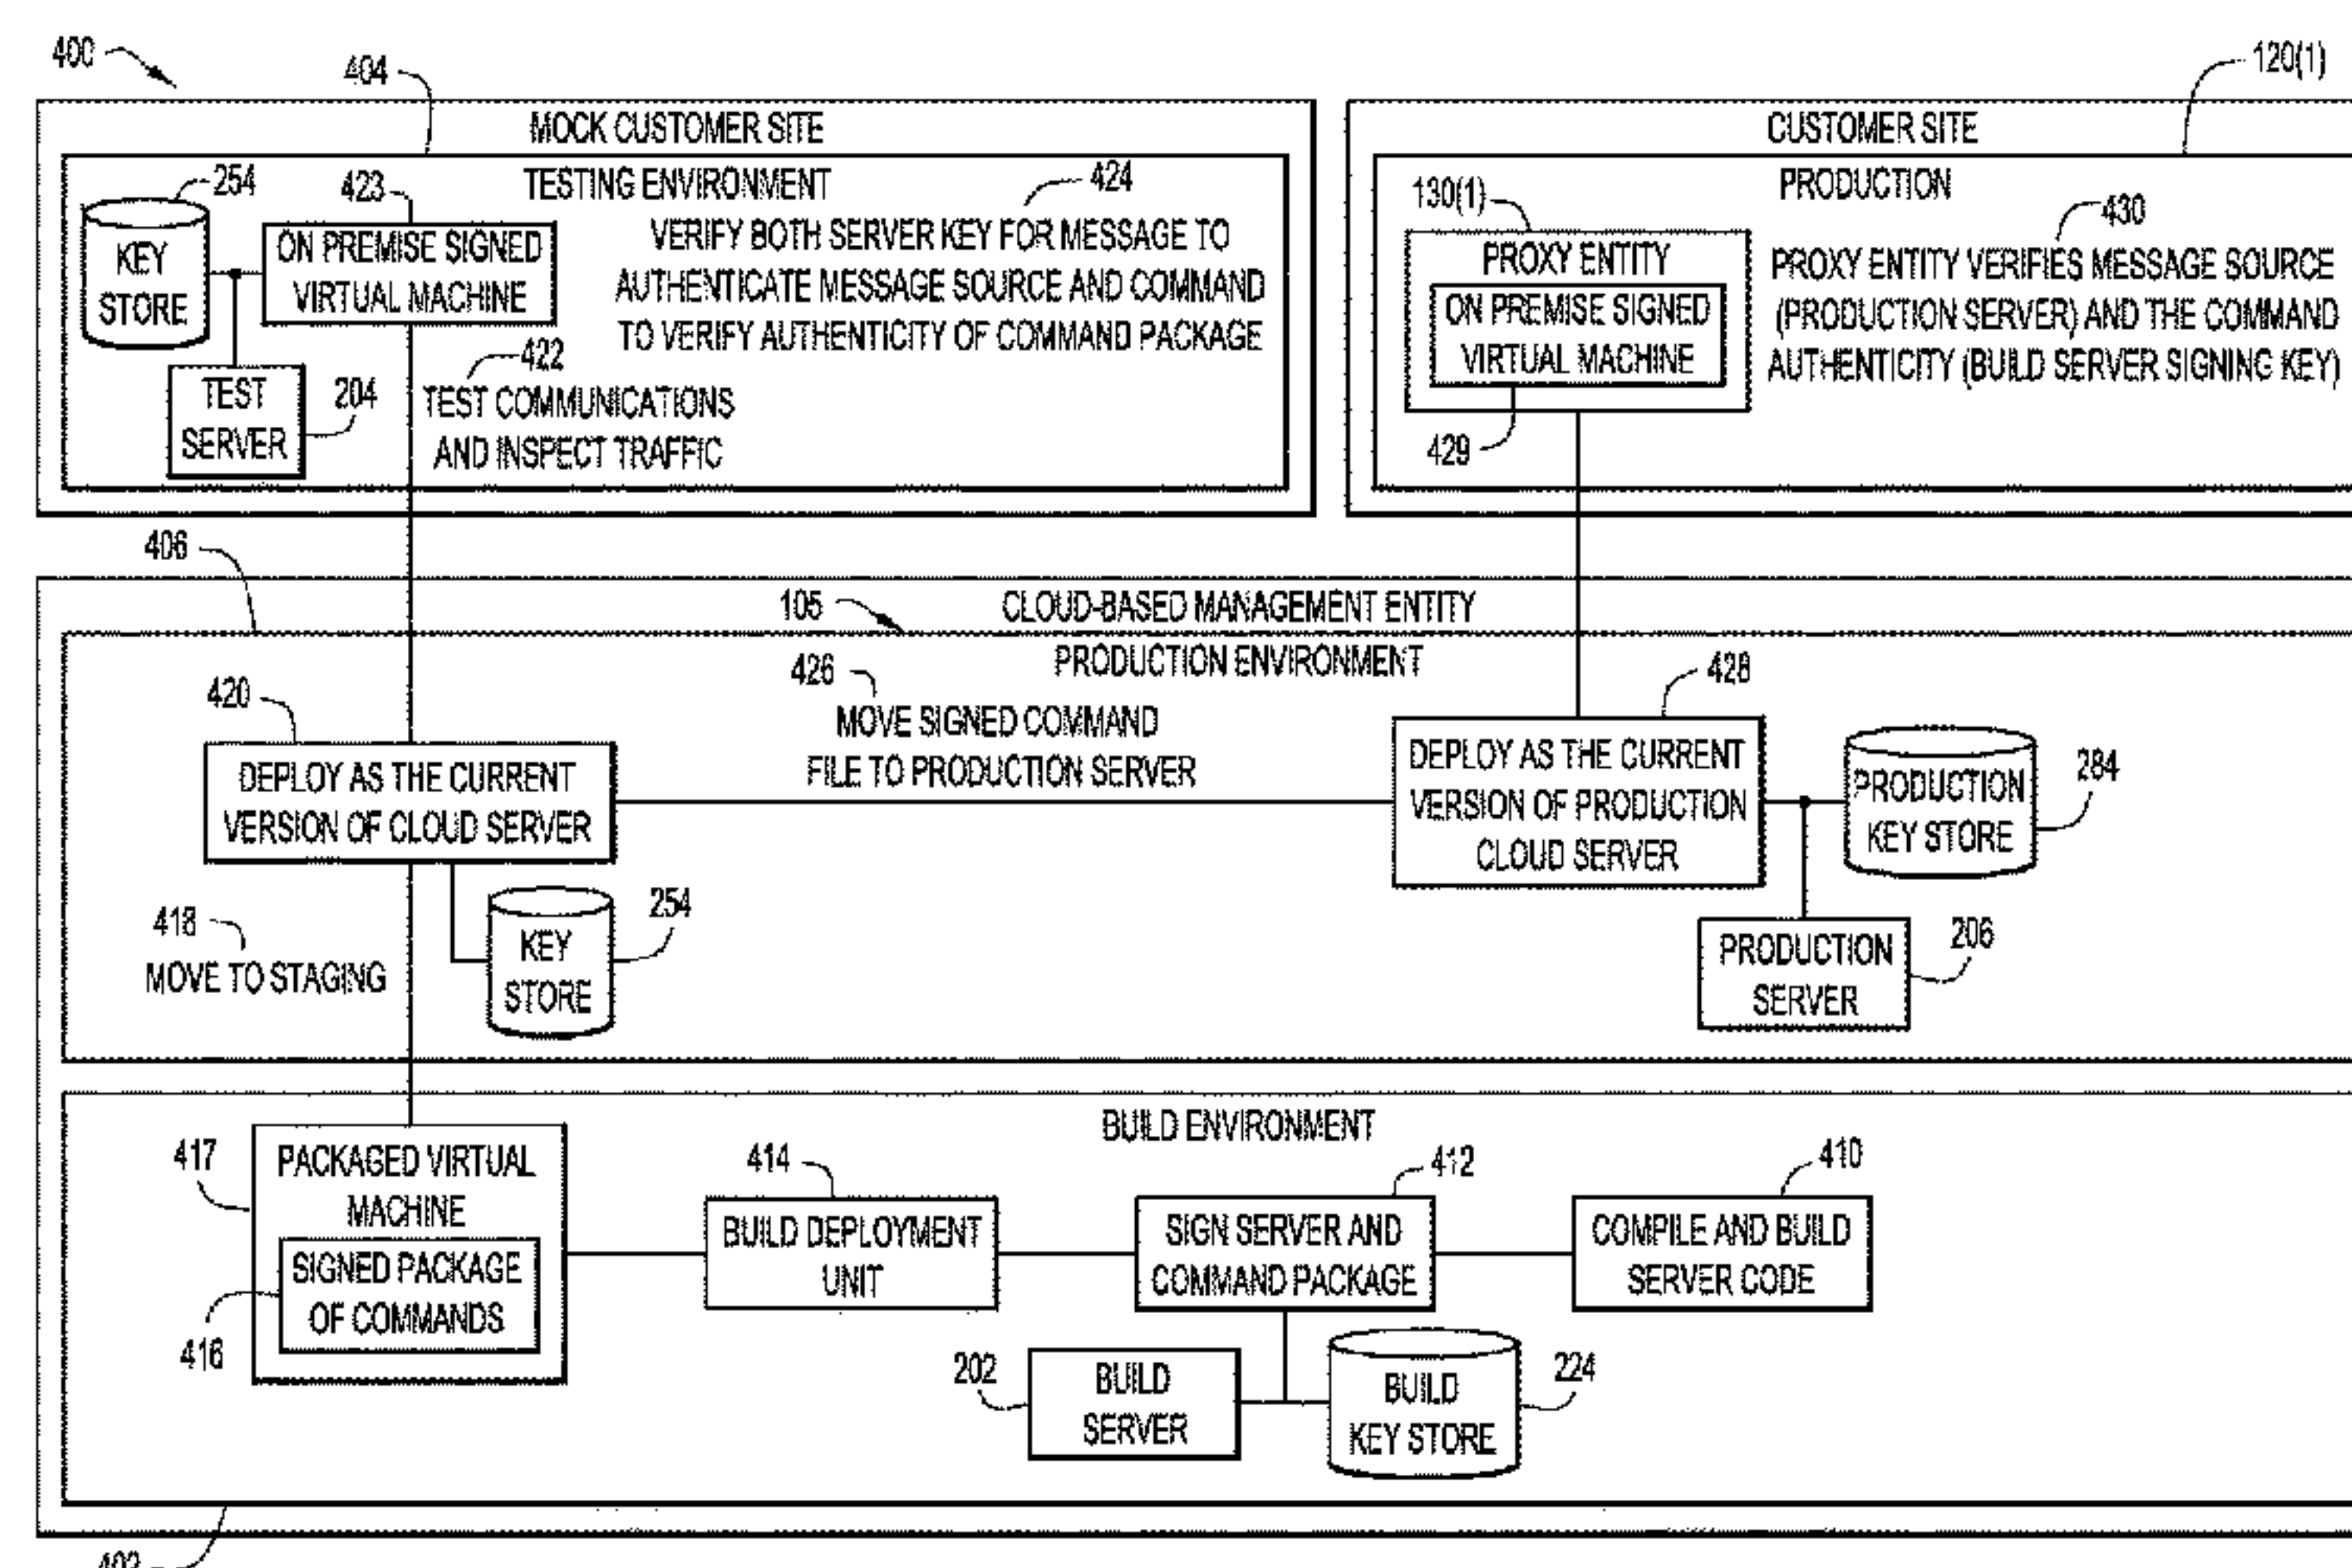 400
404
120(1)
MOCK CUSTOMER SITE
CUSTOMER SITE
254
423
TESTING ENVIRONMENT
424
KEY
STORE
ON PREMISE SIGNED
VIRTUAL MACHINE
VERIFY BOTH SERVER KEY FOR MESSAGE TO
AUTHENTICATE MESSAGE SOURCE AND COMMAND
TO VERIFY AUTHENTICITY OF COMMAND PACKAGE
TEST
SERVER
204
422
TEST COMMUNICATIONS
AND INSPECT TRAFFIC
130(1)
PRODUCTION
430
PROXY ENTITY
ON PREMISE SIGNED
VIRTUAL MACHINE
429
PROXY ENTITY VERIFIES MESSAGE SOURCE
(PRODUCTION SERVER) AND THE COMMAND
AUTHENTICITY (BUILD SERVER SIGNING KEY)
406
105
CLOUD-BASED MANAGEMENT ENTITY
PRODUCTION ENVIRONMENT
420
426
428
DEPLOY AS THE CURRENT
VERSION OF CLOUD SERVER
MOVE SIGNED COMMAND
FILE TO PRODUCTION SERVER
DEPLOY AS THE CURRENT
VERSION OF PRODUCTION
CLOUD SERVER
PRODUCTION
KEY STORE
284
418
MOVE TO STAGING
KEY
STORE
254
PRODUCTION
SERVER
206
BUILD ENVIRONMENT
417
PACKAGED VIRTUAL
MACHINE
SIGNED PACKAGE
OF COMMANDS
416
414
BUILD DEPLOYMENT
UNIT
412
SIGN SERVER AND
COMMAND PACKAGE
410
COMPILE AND BUILD
SERVER CODE
202
BUILD
SERVER
BUILD
KEY STORE
224
402